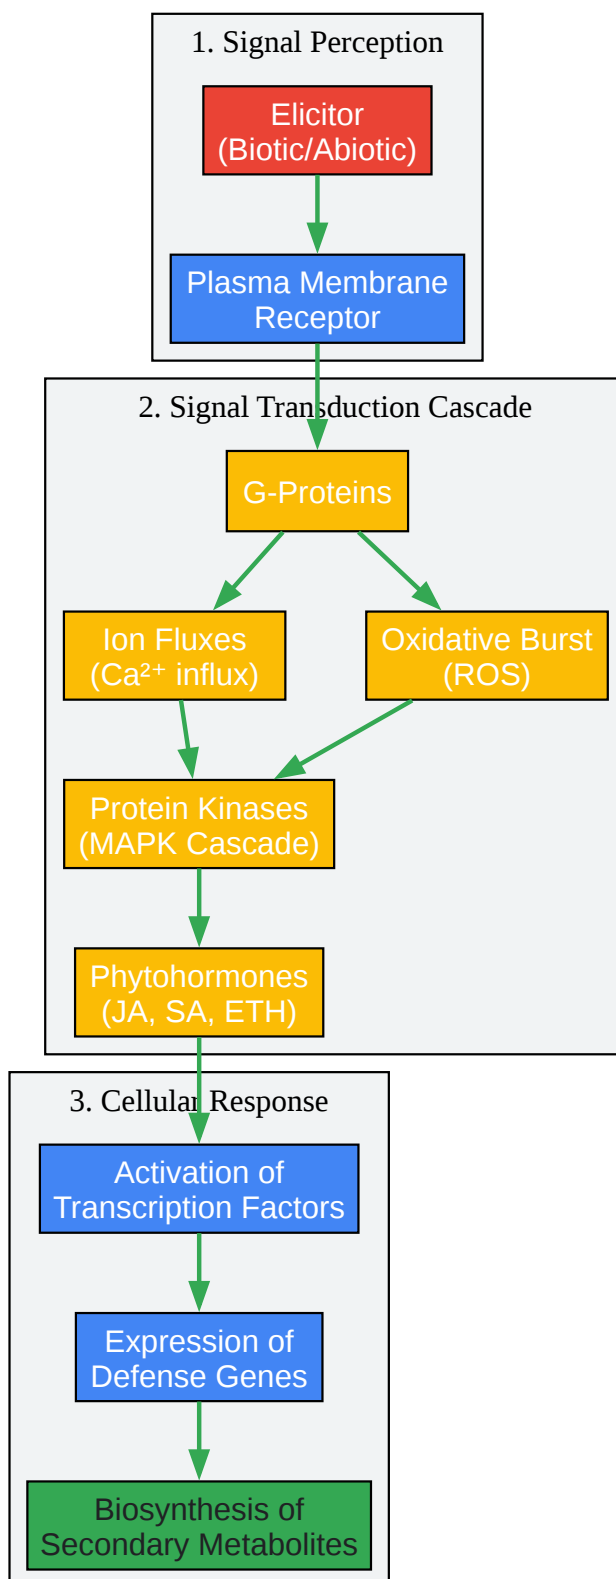 1. Signal Perception
Elicitor
(Biotic/Abiotic)
Plasma Membrane
Receptor
2. Signal Transduction Cascade
G-Proteins
Ion Fluxes
(Ca²⁺ influx)
Oxidative Burst
(ROS)
Protein Kinases
(MAPK Cascade)
Phytohormones
(JA, SA, ETH)
3. Cellular Response
Activation of
Transcription Factors
Expression of
Defense Genes
Biosynthesis of
Secondary Metabolites